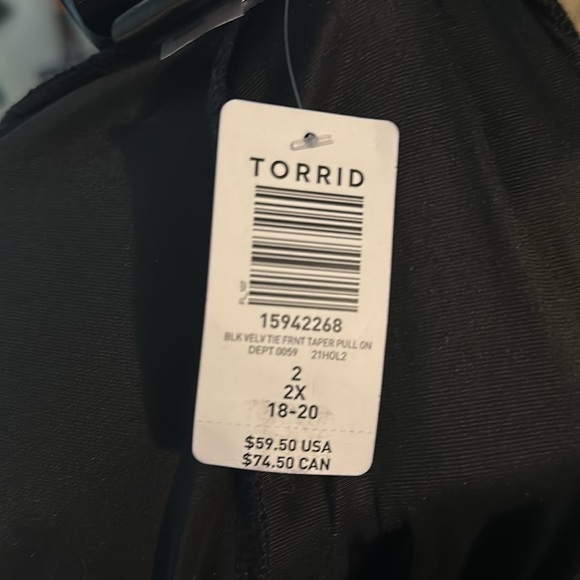 TORRID
15942268
BLK VELV TIE FRNT TAPER PULL ON
DEPT 0059 21HOL2
2
2X
18-20
$59.50 USA
$74.50 CAN